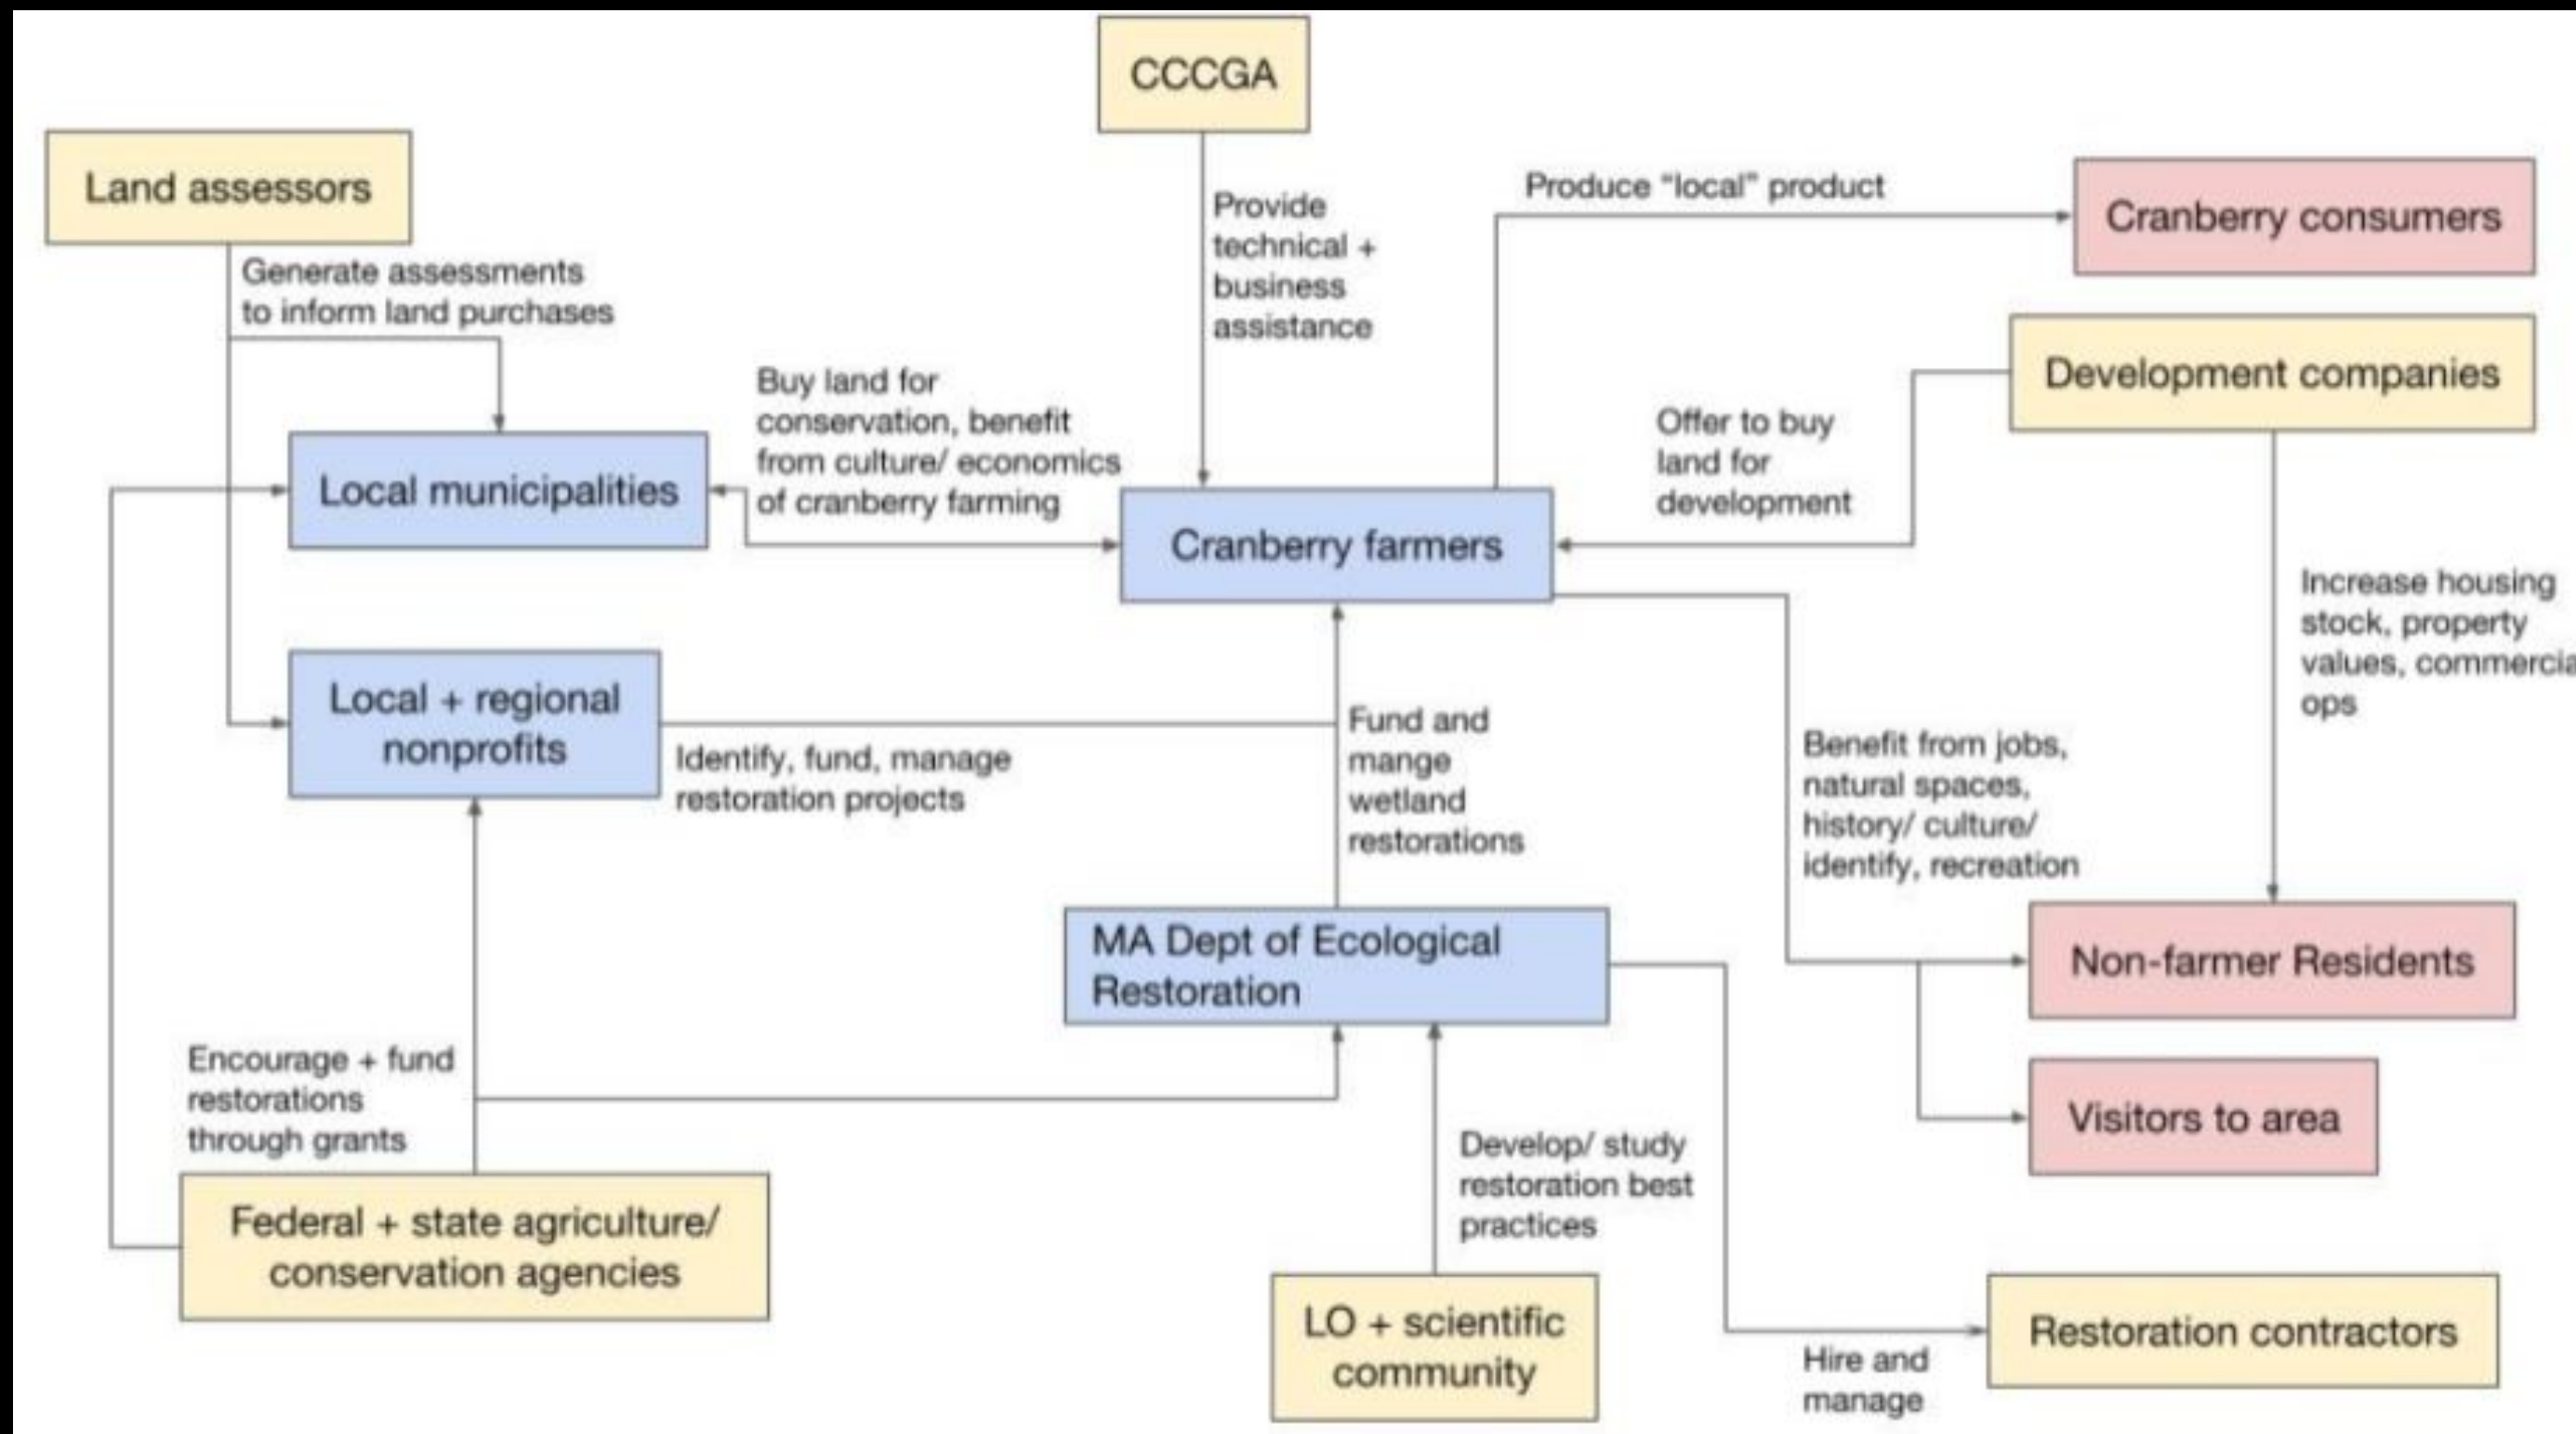 CCCGA
Land assessors
Generate assessments
to inform land purchases
Provide
technical +
business
assistance
Produce “local” product
Cranberry consumers
Development companies
Buy land for
conservation, benefit
from culture/ economics
of cranberry farming
Offer to buy
land for
development
Local municipalities
Cranberry farmers
Increase housing
stock, property
values, commercia
ops
Local + regional
nonprofits
Identify, fund, manage
restoration projects
Fund and
mange
wetland
restorations
Benefit from jobs,
natural spaces,
history/ culture/
identify, recreation
MA Dept of Ecological
Restoration
Non-farmer Residents
Visitors to area
Encourage + fund
restorations
through grants
Develop/ study
restoration best
practices
Federal + state agriculture/
conservation agencies
LO + scientific
community
Hire and
manage
Restoration contractors